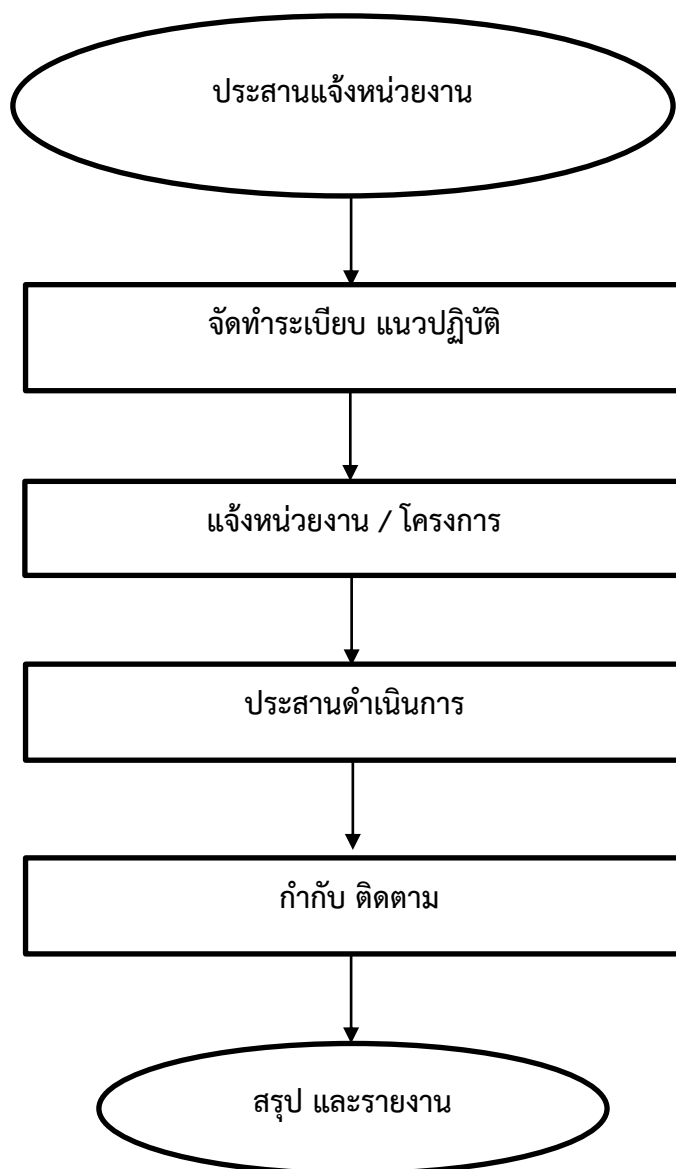 ประสานแจ้งหน่วยงาน
จัดทำระเบียบ แนวปฏิบัติ
แจ้งหน่วยงาน / โครงการ
ประสานดำเนินการ
กำกับ ติดตาม
สรุป และรายงาน